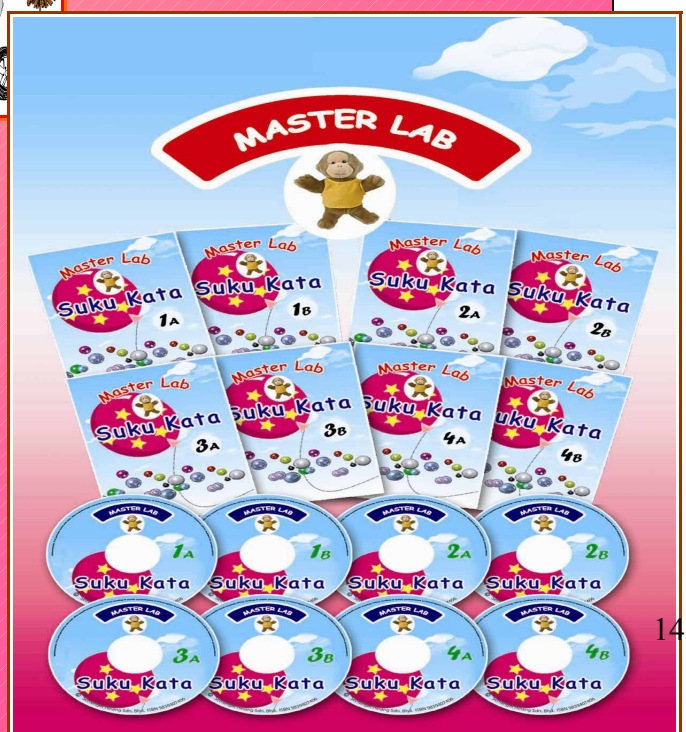 MASTER LAB
Master Lab
Suku Kata
1A
Master Lab
Suku Kata
1B
Master Lab
Suku Kata
2A
Master Lab
Suku Kata
2B
Master Lab
Suku Kata
3A
Master Lab
Suku Kata
3B
Master Lab
Suku Kata
4A
Master Lab
uku Kata
4B
MASTER LAB
1A
Suku Kata
MASTER LAB
1B
Suku Kata
MASTER LAB
2A
Suku Kata
MASTER LAB
2B
Suku Kata
14
MASTER LAB
3A
Suku Kata
MASTER LAB
3B
Suku Kata
MASTER LAB
4A
Suku Kata
MASTER LAB
4B
Suku Kata